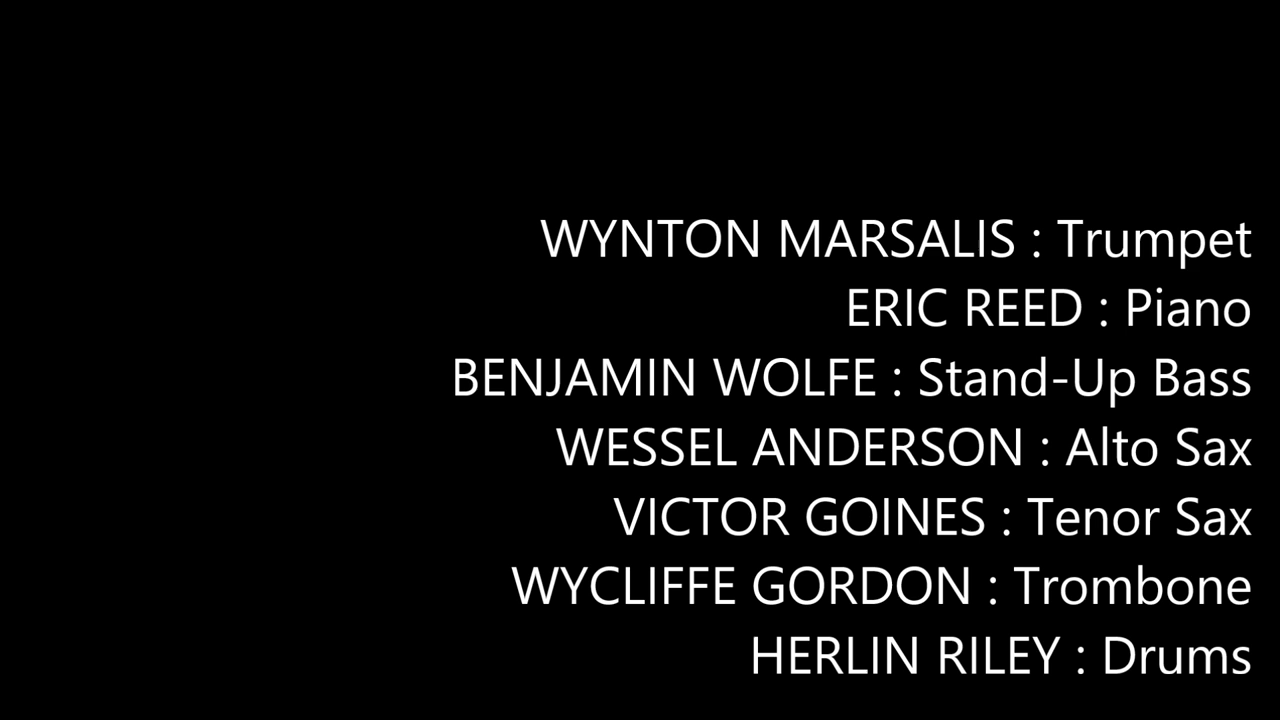 WYNTON MARSALIS : Trumpet
ERIC REED : Piano
BENJAMIN WOLFE : Stand-Up Bass
WESSEL ANDERSON : Alto Sax
VICTOR GOINES : Tenor Sax
WYCLIFFE GORDON : Trombone
HERLIN RILEY : Drums